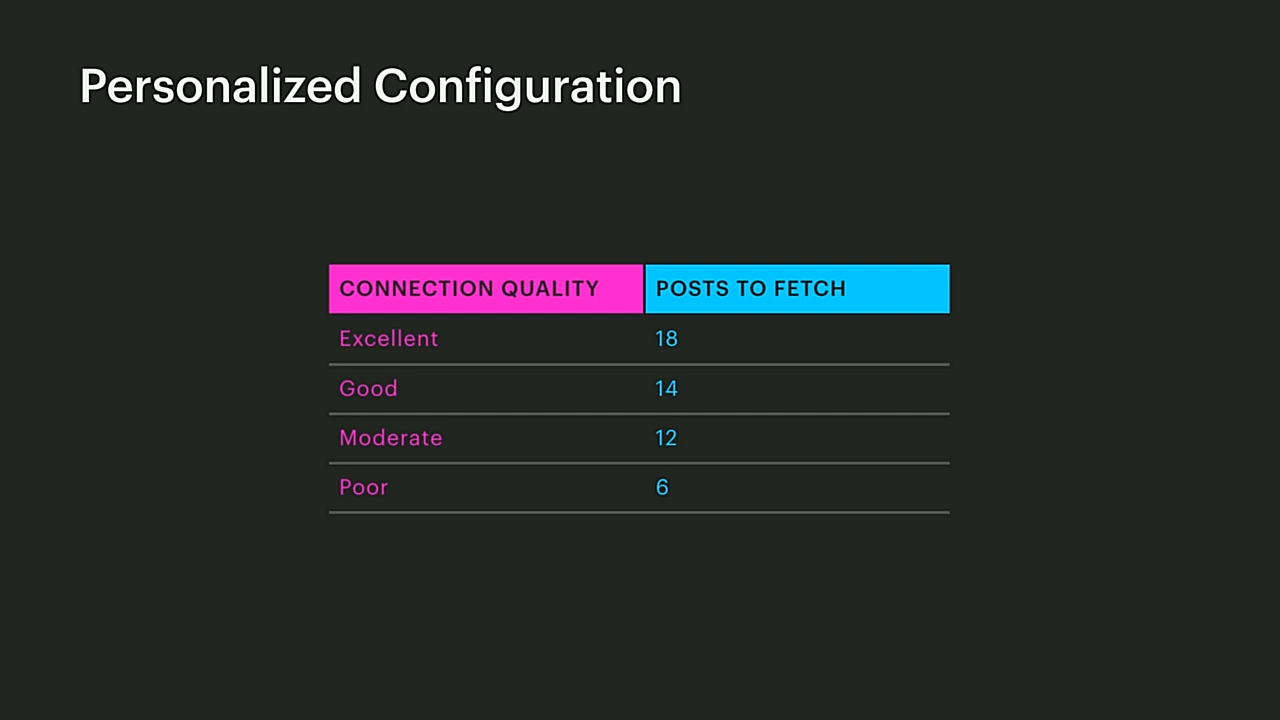 Personalized Configuration
CONNECTION QUALITY POSTS TO FETCH
Excellent 18
Good 14
Moderate 12
Poor 6